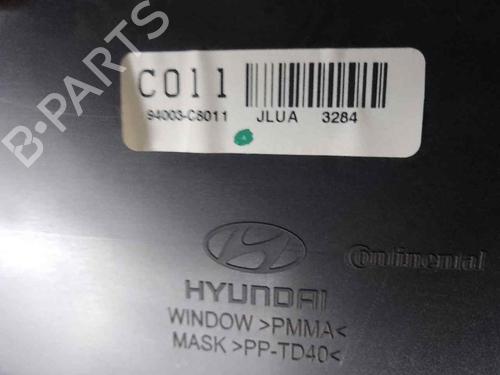 C011
94003-C8011 JLUA 3284
B-PARTS
HYUNDAI
Continental
WINDOW >PMMA<
MASK >PP-TD40<